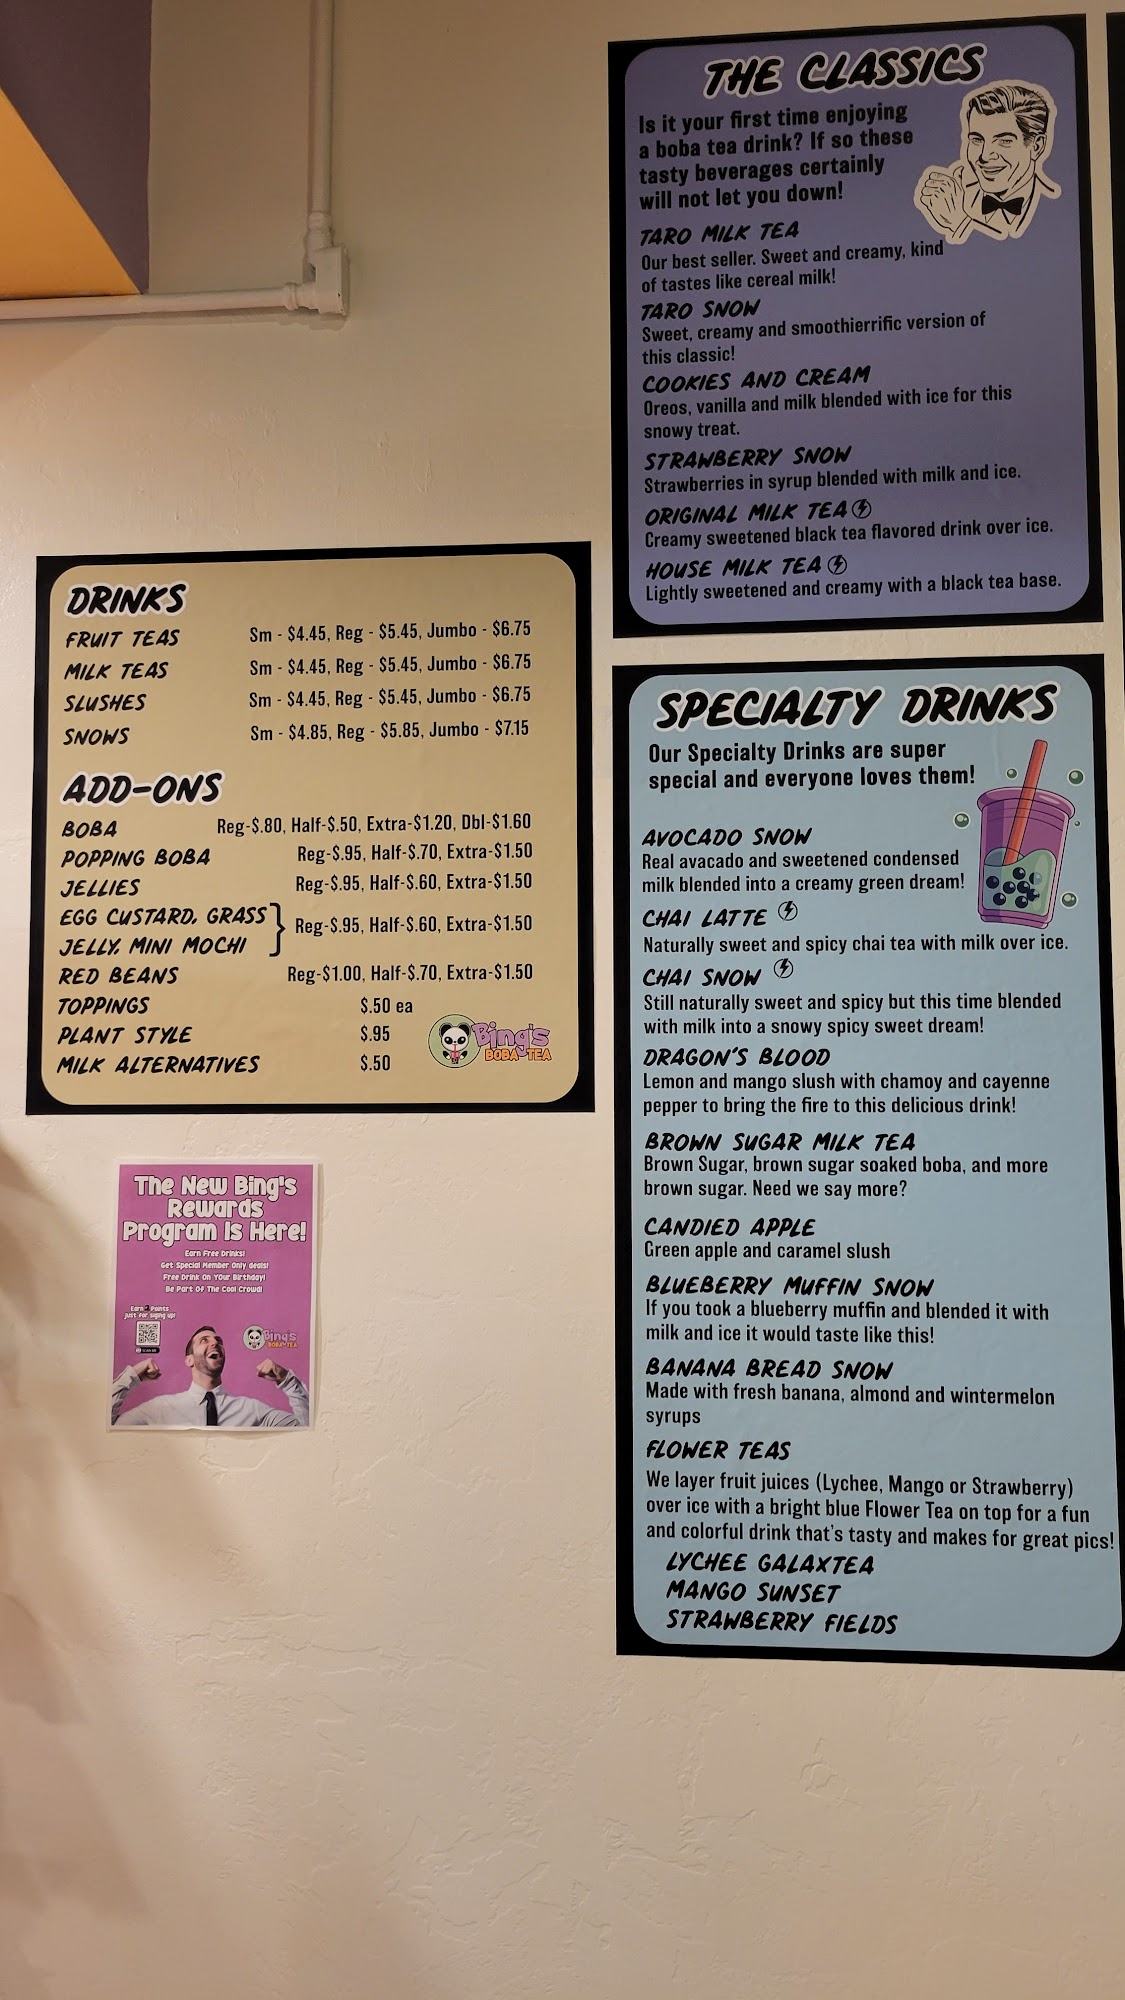 THE CLASSICS
Is it your first time enjoying
a boba tea drink? If so these
tasty beverages certainly
will not let you down!
TARO MILK TEA
Our best seller. Sweet and creamy, kind
of tastes like cereal milk!
TARO SNOW
Sweet, creamy and smoothierrific version of
this classic!
COOKIES AND CREAM
Oreos, vanilla and milk blended with ice for this
snowy treat.
STRAWBERRY SNOW
Strawberries in syrup blended with milk and ice.
ORIGINAL MILK TEA
Creamy sweetened black tea flavored drink over ice.
HOUSE MILK TEA
Lightly sweetened and creamy with a black tea base.
DRINKS
FRUIT TEAS Sm - $4.45, Reg - $5.45, Jumbo - $6.75
MILK TEAS Sm - $4.45, Reg - $5.45, Jumbo - $6.75
SLUSHES Sm - $4.45, Reg - $5.45, Jumbo - $6.75
SNOWS Sm - $4.85, Reg - $5.85, Jumbo - $7.15
ADD-ONS
BOBA Reg-$.80, Half-$.50, Extra-$1.20, Dbl-$1.60
POPPING BOBA Reg-$.95, Half-$.70, Extra-$1.50
JELLIES Reg-$.95, Half-$.60, Extra-$1.50
EGG CUSTARD, GRASS
JELLY, MINI MOCHI } Reg-$.95, Half-$.60, Extra-$1.50
RED BEANS Reg-$1.00, Half-$.70, Extra-$1.50
TOPPINGS $.50 ea
PLANT STYLE $.95
MILK ALTERNATIVES $.50
Bing's
BOBA TEA
SPECIALTY DRINKS
Our Specialty Drinks are super
special and everyone loves them!
AVOCADO SNOW
Real avacado and sweetened condensed
milk blended into a creamy green dream!
CHAI LATTE
Naturally sweet and spicy chai tea with milk over ice.
CHAI SNOW
Still naturally sweet and spicy but this time blended
with milk into a snowy spicy sweet dream!
DRAGON'S BLOOD
Lemon and mango slush with chamoy and cayenne
pepper to bring the fire to this delicious drink!
BROWN SUGAR MILK TEA
Brown Sugar, brown sugar soaked boba, and more
brown sugar. Need we say more?
CANDIED APPLE
Green apple and caramel slush
BLUEBERRY MUFFIN SNOW
If you took a blueberry muffin and blended it with
milk and ice it would taste like this!
BANANA BREAD SNOW
Made with fresh banana, almond and wintermelon
syrups
FLOWER TEAS
We layer fruit juices (Lychee, Mango or Strawberry)
over ice with a bright blue Flower Tea on top for a fun
and colorful drink that's tasty and makes for great pics!
LYCHEE GALAXTEA
MANGO SUNSET
STRAWBERRY FIELDS
The New Bing's
Rewards
Program Is Here!
Earn Free Drinks!
Get Special Member Only deals!
Free Drink On Your Birthday!
Be Part Of The Cool Crowd!
Earn 2 Points
just for signing up!
SCAN ME
Bing's
BOBA TEA